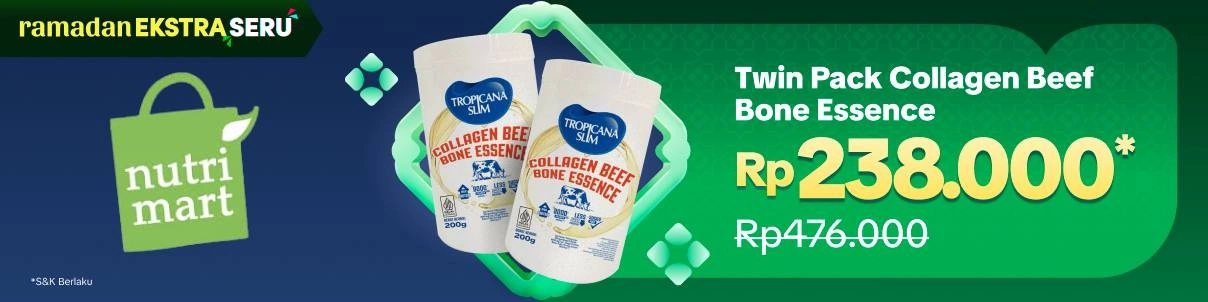 ramadan EKSTRA SERU
nutri
mart
*S&K Berlaku
TROPICANA
SLIM
COLLAGEN BEEF
BONE ESSENCE
200g
TROPICANA
SLIM
COLLAGEN BEEF
BONE ESSENCE
200g
Twin Pack Collagen Beef
Bone Essence
Rp238.000*
Rp476.000